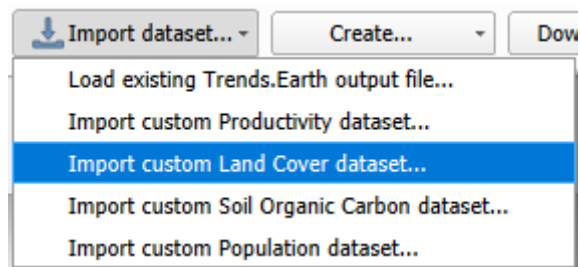 Import dataset... Create... Dow
Load existing Trends.Earth output file...
Import custom Productivity dataset...
Import custom Land Cover dataset...
Import custom Soil Organic Carbon dataset...
Import custom Population dataset...